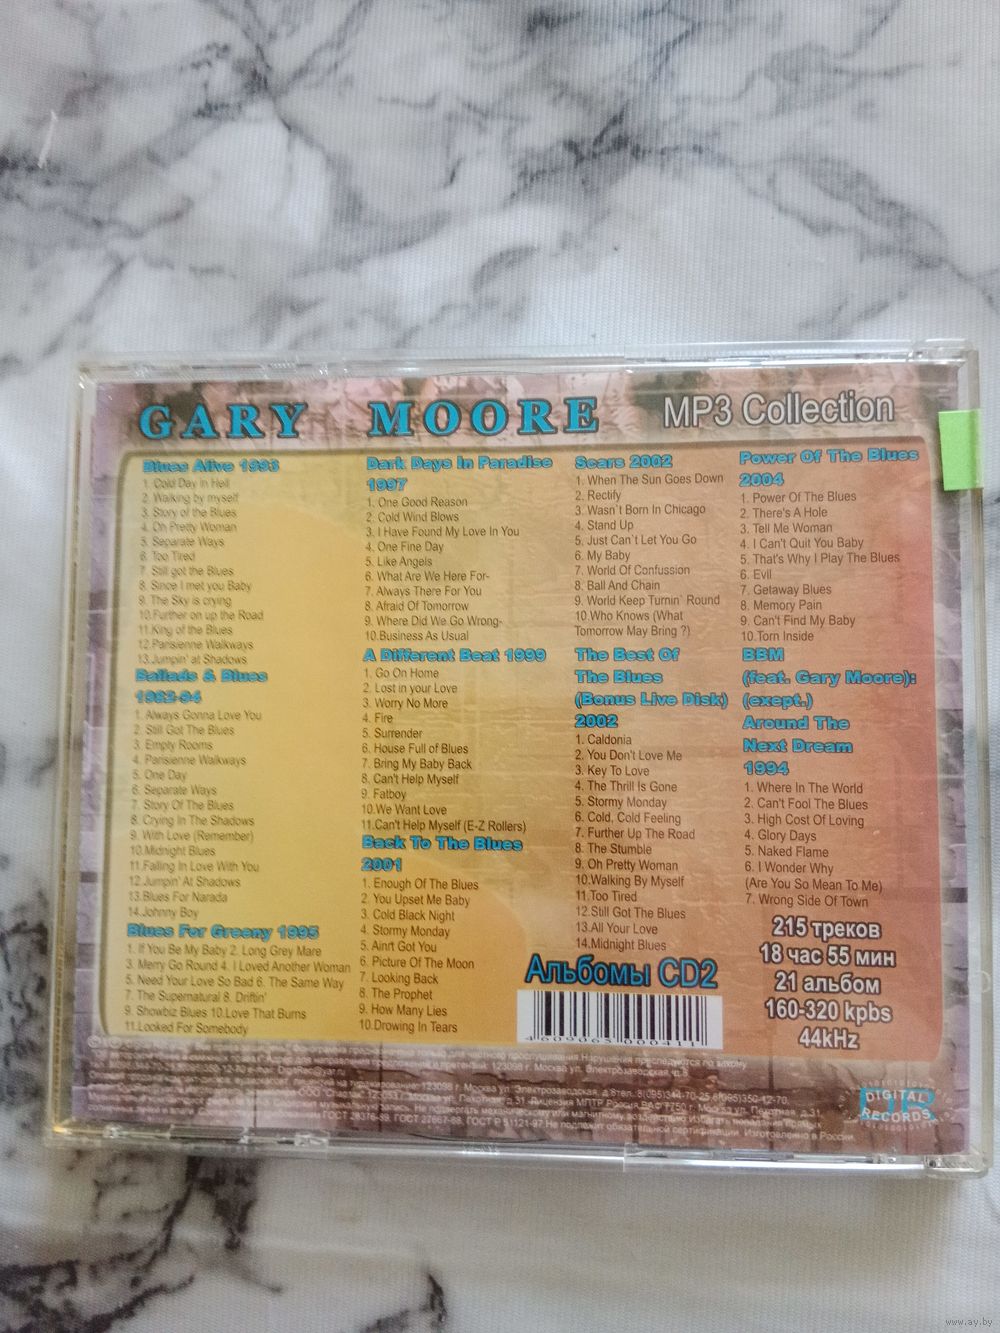 GARY MOORE MP3 Collection
Blues Alive 1993
1. Cold Day In Hell
2. Walking by myself
3. Story of the Blues
4. Oh Pretty Woman
5. Separate Ways
6. Too Tired
7. Still got the Blues
8. Since I met you Baby
9. The Sky is crying
10.Further on up the Road
11.King of the Blues
12.Parisienne Walkways
13.Jumpin' at Shadows
Ballads & Blues
1982-94
1. Always Gonna Love You
2. Still Got The Blues
3. Empty Rooms
4. Parisienne Walkways
5. One Day
6. Separate Ways
7. Story Of The Blues
8. Crying In The Shadows
9. With Love (Remember)
10.Midnight Blues
11.Falling In Love With You
12.Jumpin' At Shadows
13.Blues For Narada
14.Johnny Boy
Blues For Greeny 1995
1. If You Be My Baby 2. Long Grey Mare
3. Merry Go Round 4. I Loved Another Woman
5. Need Your Love So Bad 6. The Same Way
7. The Supernatural 8. Driftin'
9. Showbiz Blues 10.Love That Burns
11.Looked For Somebody
Dark Days In Paradise
1997
1. One Good Reason
2. Cold Wind Blows
3. I Have Found My Love In You
4. One Fine Day
5. Like Angels
6. What Are We Here For-
7. Always There For You
8. Afraid Of Tomorrow
9. Where Did We Go Wrong-
10.Business As Usual
A Different Beat 1999
1. Go On Home
2. Lost in your Love
3. Worry No More
4. Fire
5. Surrender
6. House Full of Blues
7. Bring My Baby Back
8. Can't Help Myself
9. Fatboy
10.We Want Love
11.Can't Help Myself (E-Z Rollers)
Back To The Blues
2001
1. Enough Of The Blues
2. You Upset Me Baby
3. Cold Black Night
4. Stormy Monday
5. Ain't Got You
6. Picture Of The Moon
7. Looking Back
8. The Prophet
9. How Many Lies
10.Drowing In Tears
Scars 2002
1. When The Sun Goes Down
2. Rectify
3. Wasn`t Born In Chicago
4. Stand Up
5. Just Can`t Let You Go
6. My Baby
7. World Of Confussion
8. Ball And Chain
9. World Keep Turnin` Round
10.Who Knows (What
Tomorrow May Bring ?)
The Best Of
The Blues
(Bonus Live Disk)
2002
1. Caldonia
2. You Don't Love Me
3. Key To Love
4. The Thrill Is Gone
5. Stormy Monday
6. Cold, Cold Feeling
7. Further Up The Road
8. The Stumble
9. Oh Pretty Woman
10.Walking By Myself
11.Too Tired
12.Still Got The Blues
13.All Your Love
14.Midnight Blues
Альбомы CD2
4 609065 000411
Power Of The Blues
2004
1. Power Of The Blues
2. There's A Hole
3. Tell Me Woman
4. I Can't Quit You Baby
5. That's Why I Play The Blues
6. Evil
7. Getaway Blues
8. Memory Pain
9. Can't Find My Baby
10.Torn Inside
BBM
(feat. Gary Moore):
(exept.)
Around The
Next Dream
1994
1. Where In The World
2. Can't Fool The Blues
3. High Cost Of Loving
4. Glory Days
5. Naked Flame
6. I Wonder Why
(Are You So Mean To Me)
7. Wrong Side Of Town
215 треков
18 час 55 мин
21 альбом
160-320 kpbs
44kHz
DIGITAL
RECORDS
www.ay.by